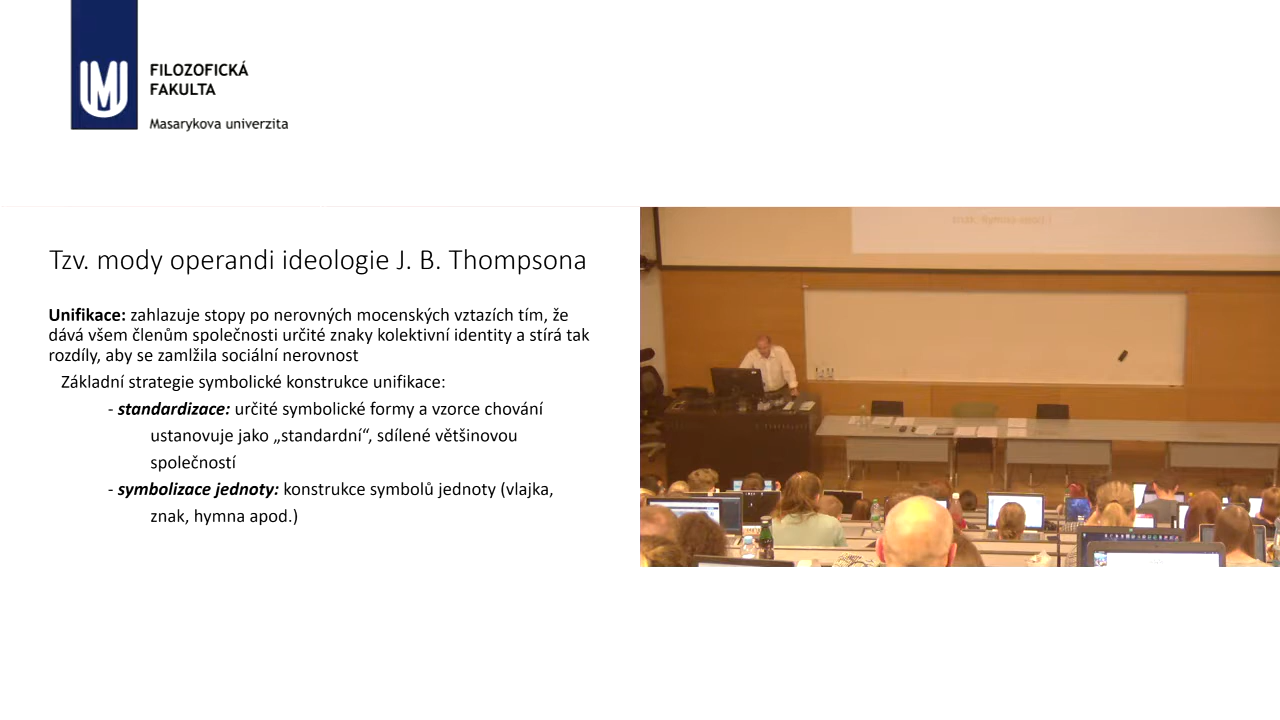 FILOZOFICKÁ
FAKULTA
Masarykova univerzita
Tzv. mody operandi ideologie J. B. Thompsona
Unifikace: zahlazuje stopy po nerovných mocenských vztazích tím, že
dává všem členům společnosti určité znaky kolektivní identity a stírá tak
rozdíly, aby se zamlžila sociální nerovnost
Základní strategie symbolické konstrukce unifikace:
- standardizace: určité symbolické formy a vzorce chování
ustanovuje jako „standardní“, sdílené většinovou
společností
- symbolizace jednoty: konstrukce symbolů jednoty (vlajka,
znak, hymna apod.)